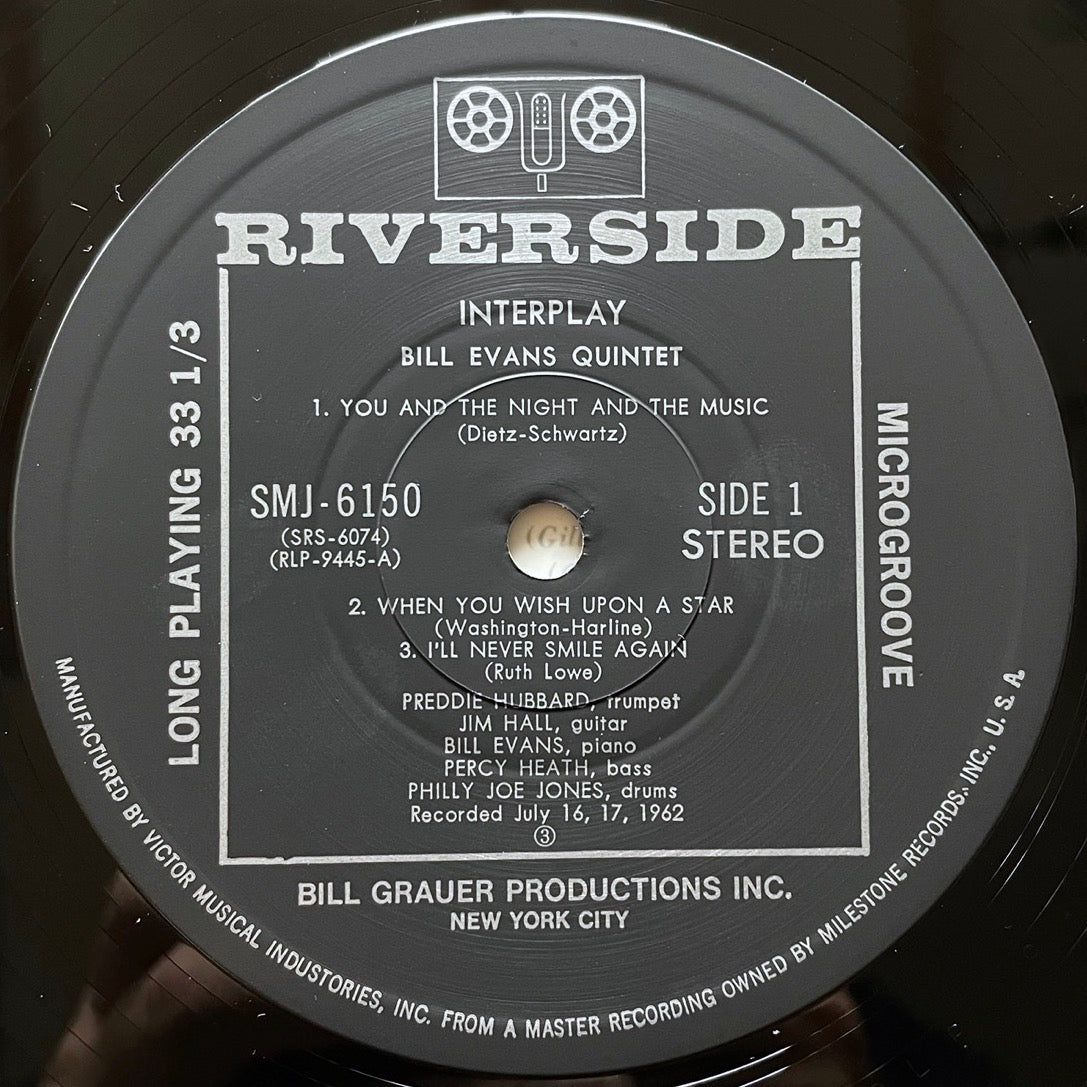 RIVERSIDE
INTERPLAY
BILL EVANS QUINTET
1. YOU AND THE NIGHT AND THE MUSIC
(Dietz-Schwartz)
LONG PLAYING 33 1/3
SMJ-6150
(SRS-6074)
(RLP-9445-A)
(Gil
SIDE 1
STEREO
MICROGROOVE
2. WHEN YOU WISH UPON A STAR
(Washington-Harline)
3. I'LL NEVER SMILE AGAIN
(Ruth Lowe)
PREDDIE HUBBARD, trumpet
JIM HALL, guitar
BILL EVANS, piano
PERCY HEATH, bass
PHILLY JOE JONES, drums
Recorded July 16, 17, 1962
③
BILL GRAUER PRODUCTIONS INC.
NEW YORK CITY
MANUFACTURED BY VICTOR MUSICAL INDUSTORIES, INC. FROM A MASTER RECORDING OWNED BY MILESTONE RECORDS, INC., U. S. A.